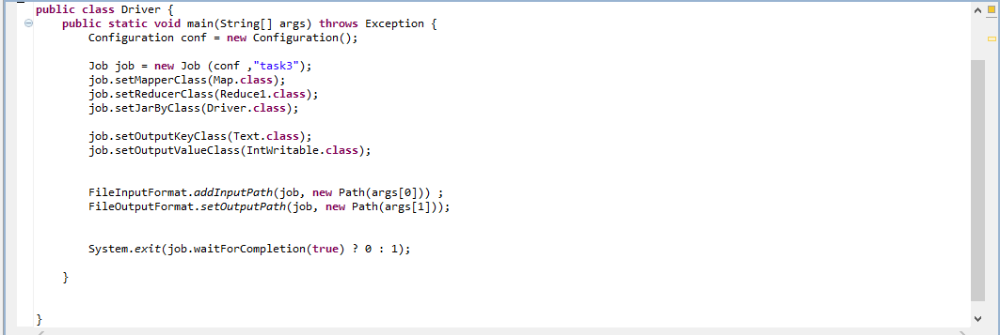 public class Driver {
    public static void main(String[] args) throws Exception {
        Configuration conf = new Configuration();
        Job job = new Job (conf ,"task3");
        job.setMapperClass(Map.class);
        job.setReducerClass(Reduce1.class);
        job.setJarByClass(Driver.class);
        job.setOutputKeyClass(Text.class);
        job.setOutputValueClass(IntWritable.class);
        FileInputFormat.addInputPath(job, new Path(args[0])) ;
        FileOutputFormat.setOutputPath(job, new Path(args[1]));
        System.exit(job.waitForCompletion(true) ? 0 : 1);
    }
}